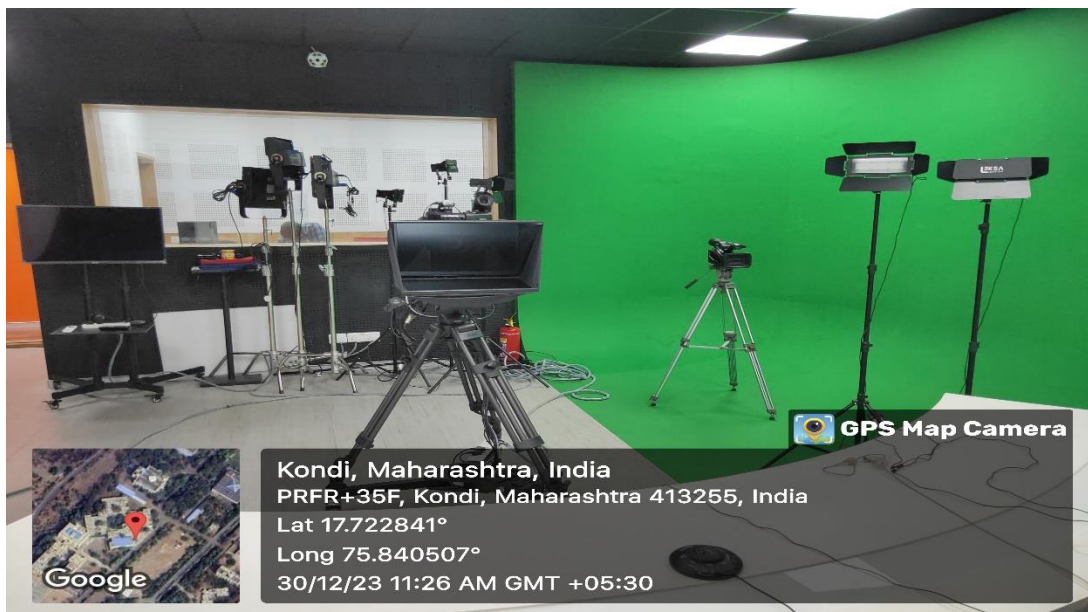 GPS Map Camera
Kondi, Maharashtra, India
PRFR+35F, Kondi, Maharashtra 413255, India
Lat 17.722841°
Long 75.840507°
30/12/23 11:26 AM GMT +05:30
Google